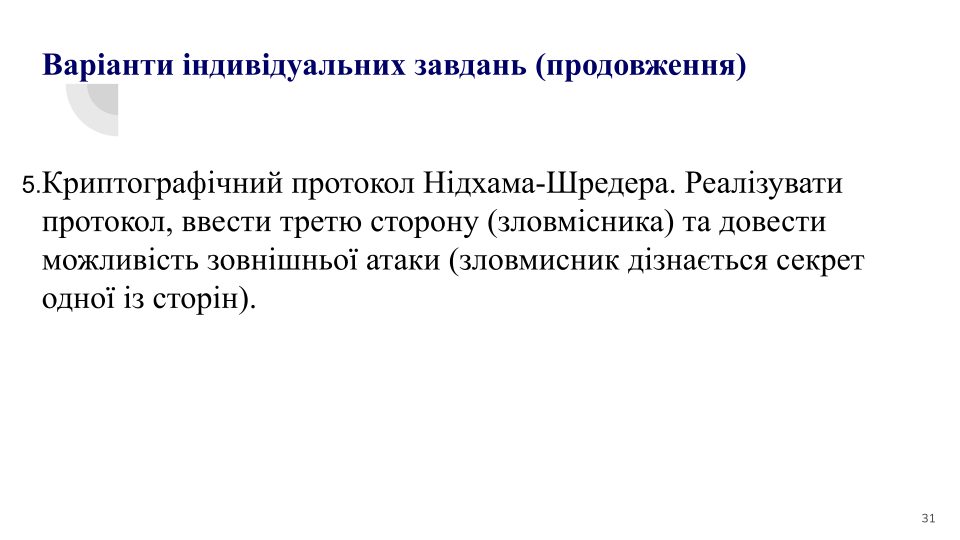 Варіанти індивідуальних завдань (продовження)
5.Криптографічний протокол Нідхама-Шредера. Реалізувати
протокол, ввести третю сторону (зловмісника) та довести
можливість зовнішньої атаки (зловмисник дізнається секрет
одної із сторін).
31